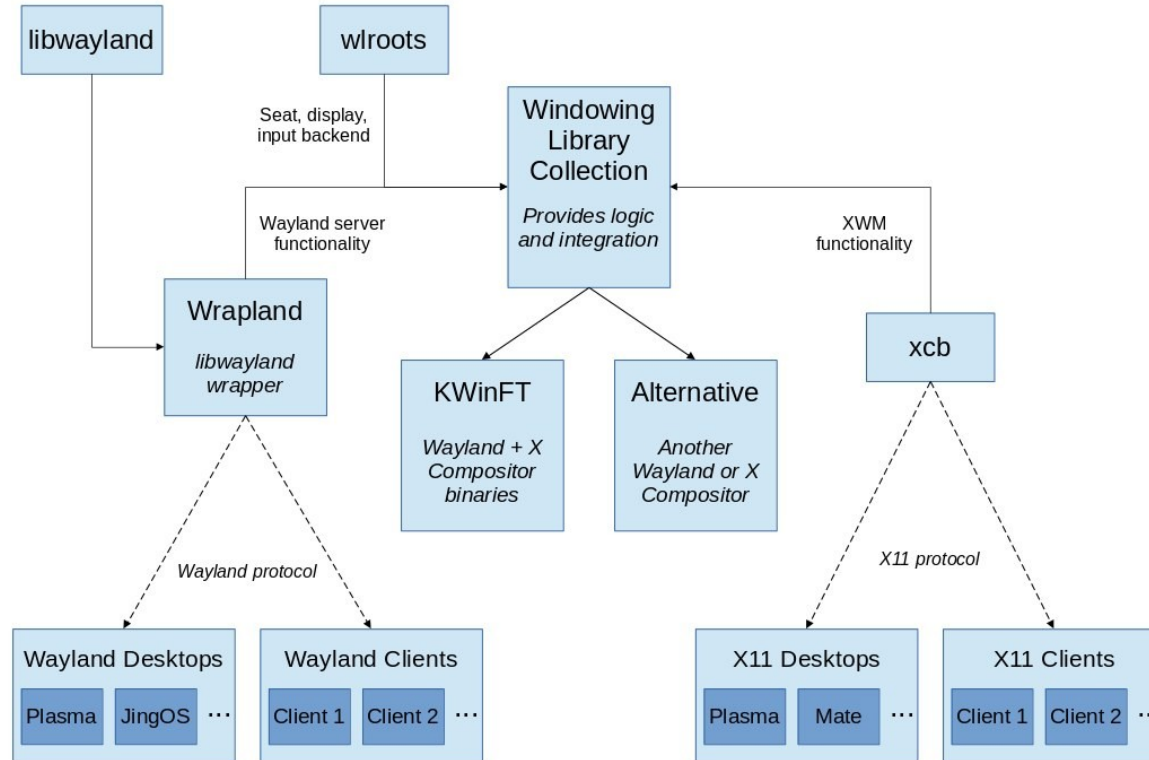 libwayland
wlroots
Seat, display,
input backend
Windowing
Library
Collection
Provides logic
and integration
Wayland server
functionality
XWM
functionality
Wrapland
libwayland
wrapper
xcb
KWinFT
Wayland + X
Compositor
binaries
Alternative
Another
Wayland or X
Compositor
Wayland protocol
X11 protocol
Wayland Desktops
Plasma
JingOS
...
Wayland Clients
Client 1
Client 2
...
X11 Desktops
Plasma
Mate
...
X11 Clients
Client 1
Client 2
...